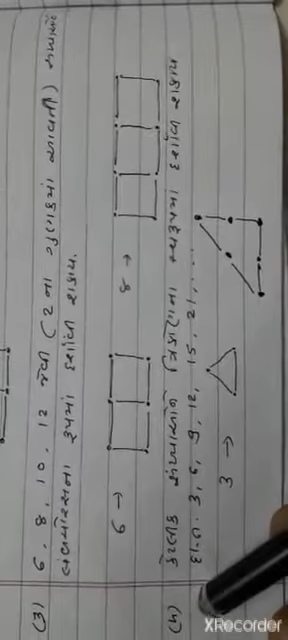 (3) 6, 8, 10, 12 જેવી (2 ના ગુણકમાં આવતી) સંખ્યા
લંબચોરસના રૂપમાં દર્શાવી શકાય.
6 → 8 →
(4) કેટલીક સંખ્યાઓને ત્રિકોણના સ્વરૂપમાં દર્શાવી શકાય
દા.ત. 3, 6, 9, 12, 15, 21, ....
3 →
XRecorder